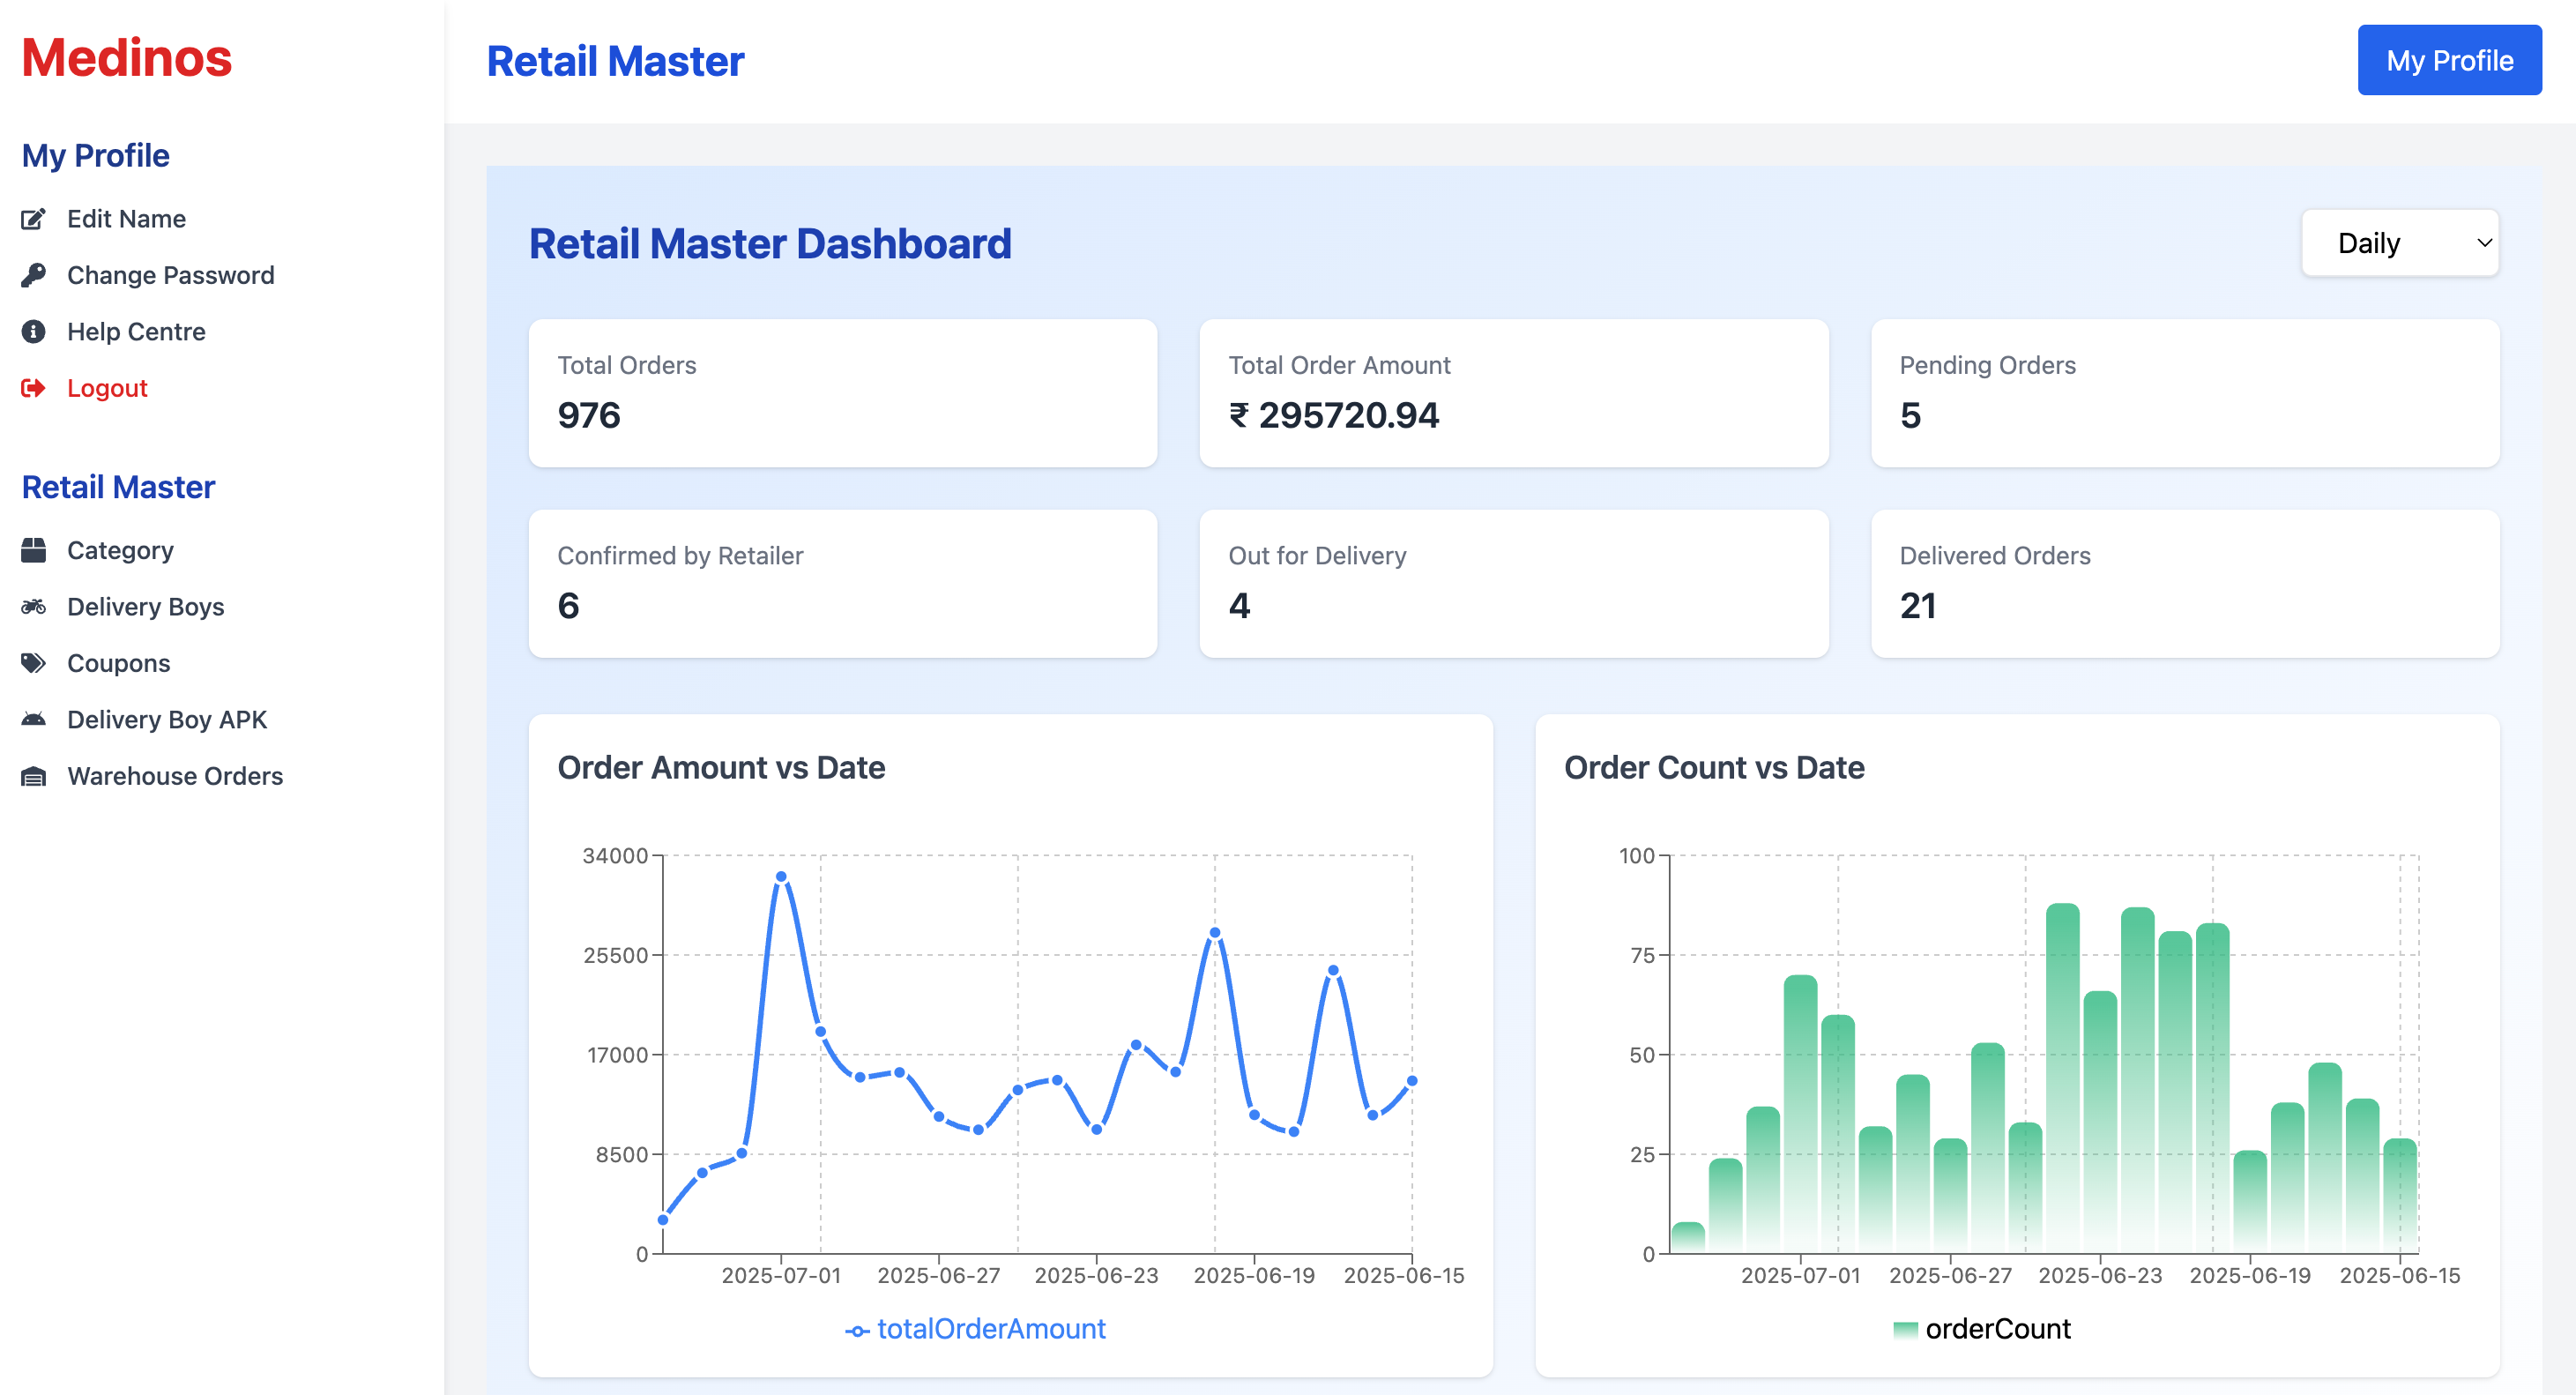 Medinos
My Profile
Edit Name
Change Password
Help Centre
Logout
Retail Master
Category
Delivery Boys
Coupons
Delivery Boy APK
Warehouse Orders
Retail Master
My Profile
Retail Master Dashboard
Daily
Total Orders
976
Total Order Amount
₹ 295720.94
Pending Orders
5
Confirmed by Retailer
6
Out for Delivery
4
Delivered Orders
21
Order Amount vs Date
34000
25500
17000
8500
0
2025-07-01 2025-06-27 2025-06-23 2025-06-19 2025-06-15
totalOrderAmount
Order Count vs Date
100
75
50
25
0
2025-07-01 2025-06-27 2025-06-23 2025-06-19 2025-06-15
orderCount